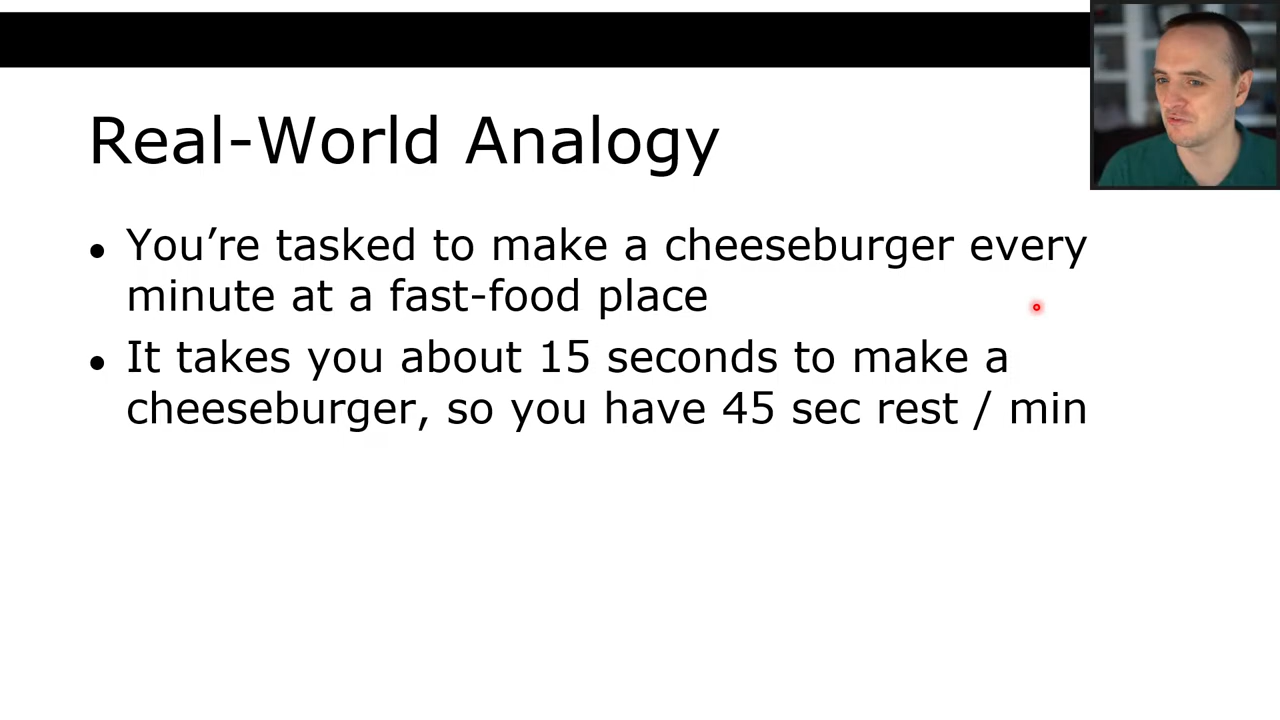 Real-World Analogy
• You’re tasked to make a cheeseburger every
minute at a fast-food place
• It takes you about 15 seconds to make a
cheeseburger, so you have 45 sec rest / min